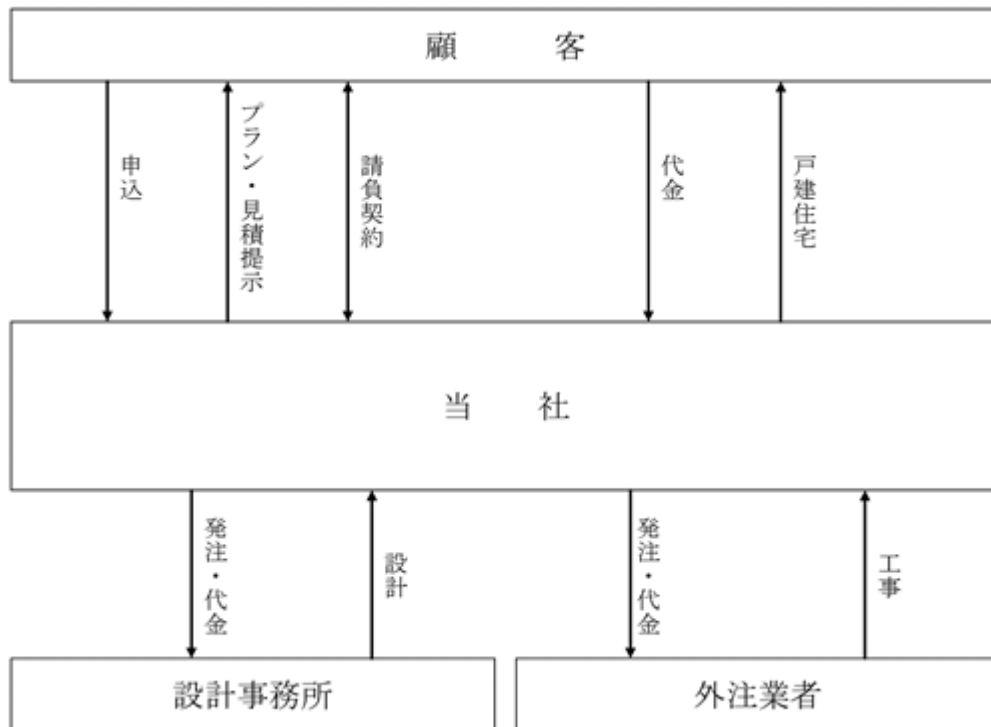 顧客
申込
プラン・見積提示
請負契約
代金
戸建住宅
当社
発注・代金
設計
発注・代金
工事
設計事務所
外注業者